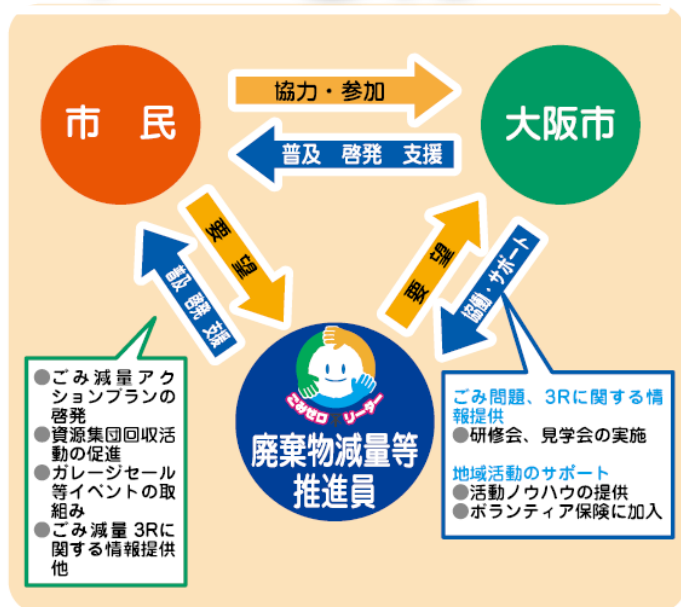 市　民
協力・参加
大阪市
普及　啓発　支援
要　望
普及　啓発　支援
要　望
協働・サポート
ごみゼロリーダー
廃棄物減量等
推進員
●ごみ減量アク
ションプランの
啓発
●資源集団回収活
動の促進
●ガレージセール
等イベントの取
組み
●ごみ減量 3Rに
関する情報提供
他
ごみ問題、3Rに関する情
報提供
●研修会、見学会の実施
地域活動のサポート
●活動ノウハウの提供
●ボランティア保険に加入